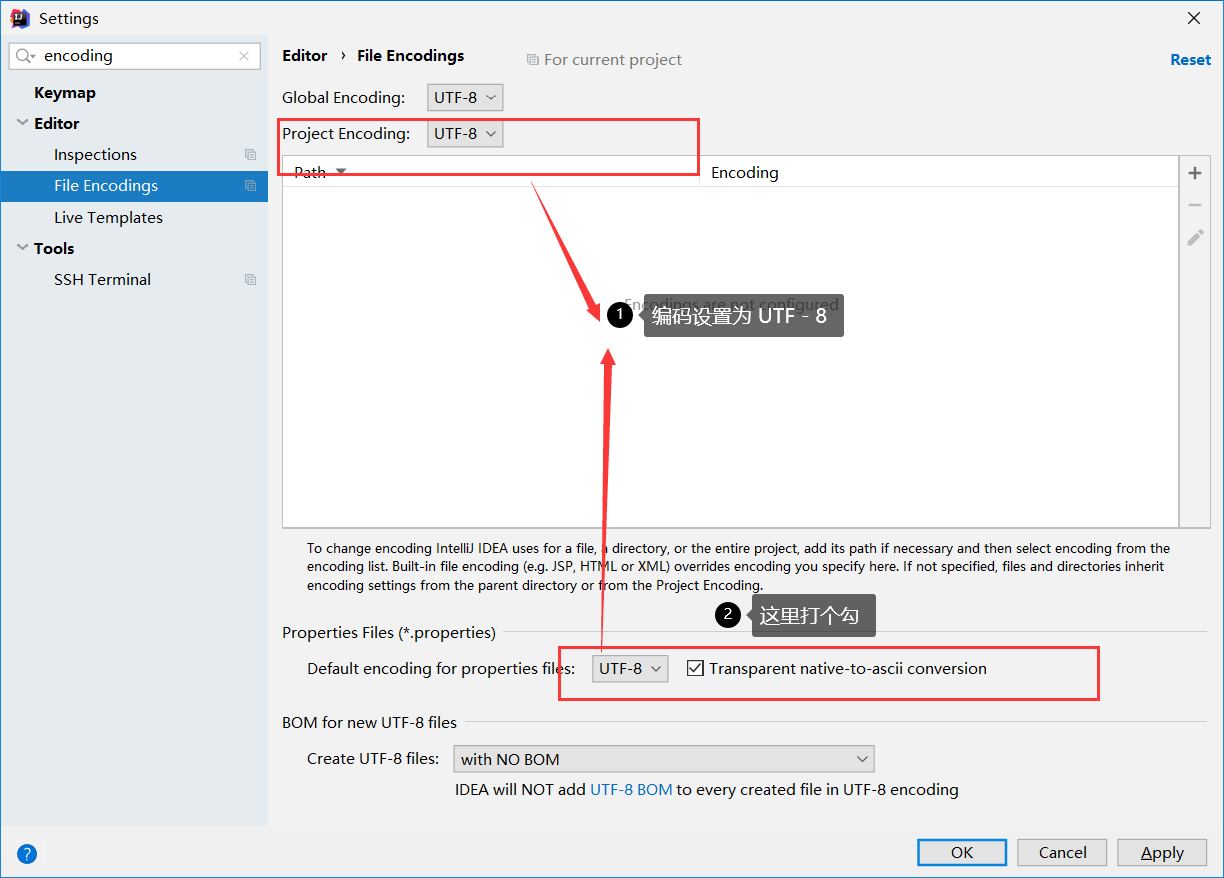 Settings
encoding
Keymap
Editor
Inspections
File Encodings
Live Templates
Tools
SSH Terminal
Editor › File Encodings
For current project
Reset
Global Encoding: UTF-8
Project Encoding: UTF-8
Path Encoding
Encodings are not configured
1 编码设置为 UTF - 8
To change encoding IntelliJ IDEA uses for a file, a directory, or the entire project, add its path if necessary and then select encoding from the
encoding list. Built-in file encoding (e.g. JSP, HTML or XML) overrides encoding you specify here. If not specified, files and directories inherit
encoding settings from the parent directory or from the Project Encoding.
2 这里打个勾
Properties Files (*.properties)
Default encoding for properties files: UTF-8 Transparent native-to-ascii conversion
BOM for new UTF-8 files
Create UTF-8 files: with NO BOM
IDEA will NOT add UTF-8 BOM to every created file in UTF-8 encoding
? OK Cancel Apply